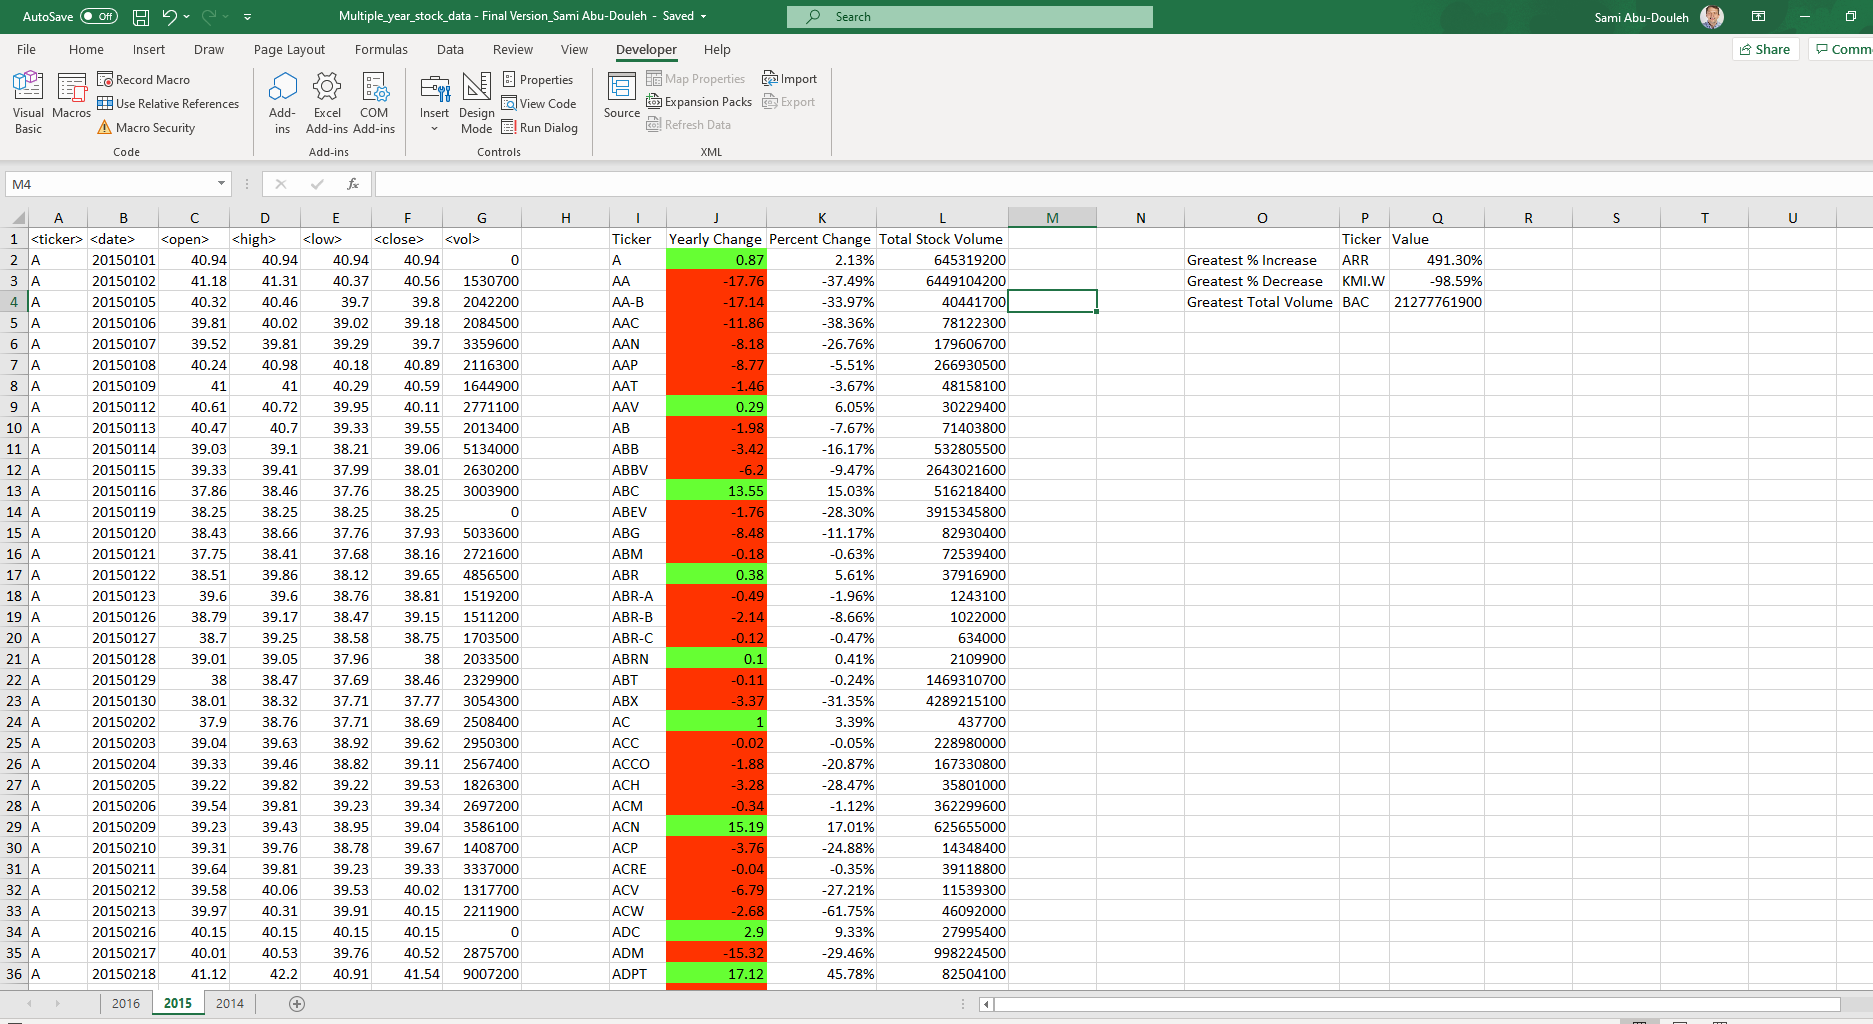 AutoSave Off Multiple_year_stock_data - Final Version_Sami Abu-Douleh - Saved Search Sami Abu-Douleh
File Home Insert Draw Page Layout Formulas Data Review View Developer Help Share Comm
Visual Basic Macros Record Macro Use Relative References Macro Security Code
Add-ins Excel Add-ins COM Add-ins Add-ins
Insert Design Mode Properties View Code Run Dialog Controls
Source Map Properties Expansion Packs Refresh Data Import Export XML
M4 fx
A B C D E F G H I J K L M N O P Q R S T U
1 <ticker> <date> <open> <high> <low> <close> <vol> Ticker Yearly Change Percent Change Total Stock Volume Ticker Value
2 A 20150101 40.94 40.94 40.94 40.94 0 A 0.87 2.13% 645319200 Greatest % Increase ARR 491.30%
3 A 20150102 41.18 41.31 40.37 40.56 1530700 AA -17.76 -37.49% 6449104200 Greatest % Decrease KMI.W -98.59%
4 A 20150105 40.32 40.46 39.7 39.8 2042200 AA-B -17.14 -33.97% 40441700 Greatest Total Volume BAC 21277761900
5 A 20150106 39.81 40.02 39.02 39.18 2084500 AAC -11.86 -38.36% 78122300
6 A 20150107 39.52 39.81 39.29 39.7 3359600 AAN -8.18 -26.76% 179606700
7 A 20150108 40.24 40.98 40.18 40.89 2116300 AAP -8.77 -5.51% 266930500
8 A 20150109 41 41 40.29 40.59 1644900 AAT -1.46 -3.67% 48158100
9 A 20150112 40.61 40.72 39.95 40.11 2771100 AAV 0.29 6.05% 30229400
10 A 20150113 40.47 40.7 39.33 39.55 2013400 AB -1.98 -7.67% 71403800
11 A 20150114 39.03 39.1 38.21 39.06 5134000 ABB -3.42 -16.17% 532805500
12 A 20150115 39.33 39.41 37.99 38.01 2630200 ABBV -6.2 -9.47% 2643021600
13 A 20150116 37.86 38.46 37.76 38.25 3003900 ABC 13.55 15.03% 516218400
14 A 20150119 38.25 38.25 38.25 38.25 0 ABEV -1.76 -28.30% 3915345800
15 A 20150120 38.43 38.66 37.76 37.93 5033600 ABG -8.48 -11.17% 82930400
16 A 20150121 37.75 38.41 37.68 38.16 2721600 ABM -0.18 -0.63% 72539400
17 A 20150122 38.51 39.86 38.12 39.65 4856500 ABR 0.38 5.61% 37916900
18 A 20150123 39.6 39.6 38.76 38.81 1519200 ABR-A -0.49 -1.96% 1243100
19 A 20150126 38.79 39.17 38.47 39.15 1511200 ABR-B -2.14 -8.66% 1022000
20 A 20150127 38.7 39.25 38.58 38.75 1703500 ABR-C -0.12 -0.47% 634000
21 A 20150128 39.01 39.05 37.96 38 2033500 ABRN 0.1 0.41% 2109900
22 A 20150129 38 38.47 37.69 38.46 2329900 ABT -0.11 -0.24% 1469310700
23 A 20150130 38.01 38.32 37.71 37.77 3054300 ABX -3.37 -31.35% 4289215100
24 A 20150202 37.9 38.76 37.71 38.69 2508400 AC 1 3.39% 437700
25 A 20150203 39.04 39.63 38.92 39.62 2950300 ACC -0.02 -0.05% 228980000
26 A 20150204 39.33 39.46 38.82 39.11 2567400 ACCO -1.88 -20.87% 167330800
27 A 20150205 39.22 39.82 39.22 39.53 1826300 ACH -3.28 -28.47% 35801000
28 A 20150206 39.54 39.81 39.23 39.34 2697200 ACM -0.34 -1.12% 362299600
29 A 20150209 39.23 39.43 38.95 39.04 3586100 ACN 15.19 17.01% 625655000
30 A 20150210 39.31 39.76 38.78 39.67 1408700 ACP -3.76 -24.88% 14348400
31 A 20150211 39.64 39.81 39.23 39.33 3337000 ACRE -0.04 -0.35% 39118800
32 A 20150212 39.58 40.06 39.53 40.02 1317700 ACV -6.79 -27.21% 11539300
33 A 20150213 39.97 40.31 39.91 40.15 2211900 ACW -2.68 -61.75% 46092000
34 A 20150216 40.15 40.15 40.15 40.15 0 ADC 2.9 9.33% 27995400
35 A 20150217 40.01 40.53 39.76 40.52 2875700 ADM -15.32 -29.46% 998224500
36 A 20150218 41.12 42.2 40.91 41.54 9007200 ADPT 17.12 45.78% 82504100
2016 2015 2014